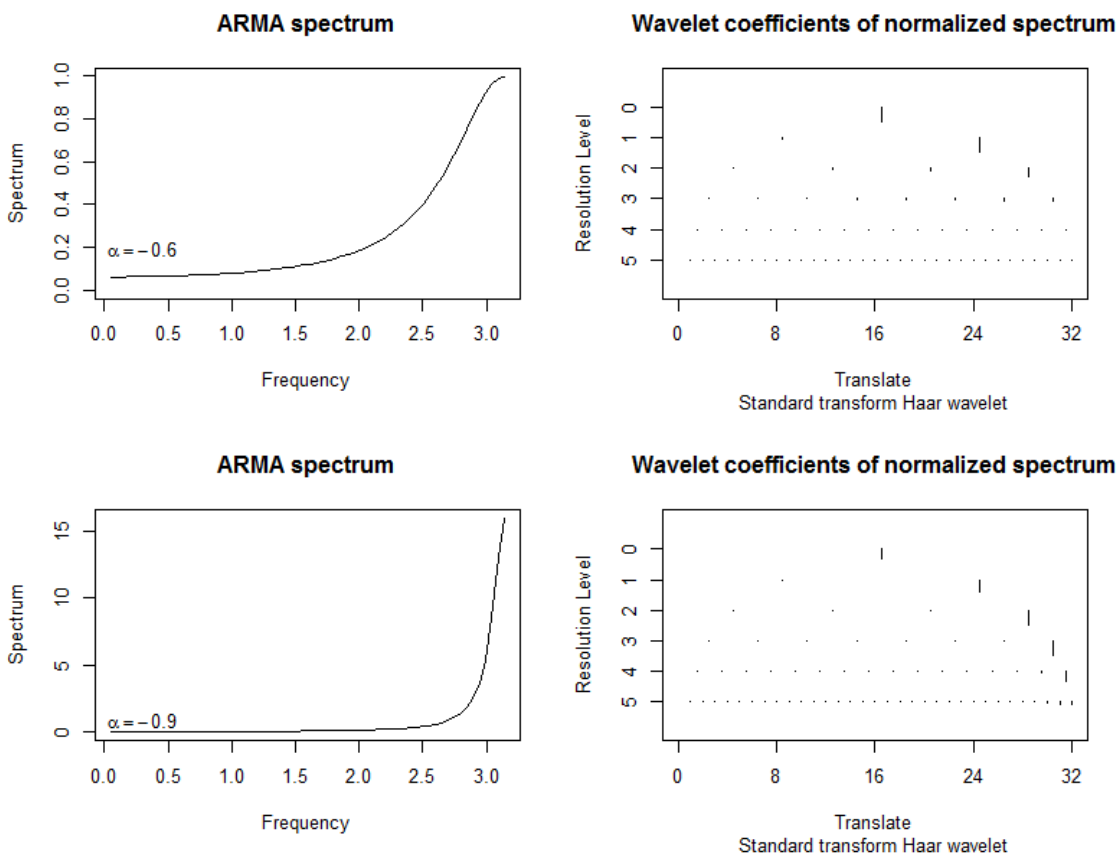 ARMA spectrum
Spectrum
1.0
0.8
0.6
0.4
0.2
0.0
α = −0.6
0.0 0.5 1.0 1.5 2.0 2.5 3.0
Frequency
Wavelet coefficients of normalized spectrum
Resolution Level
0
1
2
3
4
5
0 8 16 24 32
Translate
Standard transform Haar wavelet
ARMA spectrum
Spectrum
15
10
5
0
α = −0.9
0.0 0.5 1.0 1.5 2.0 2.5 3.0
Frequency
Wavelet coefficients of normalized spectrum
Resolution Level
0
1
2
3
4
5
0 8 16 24 32
Translate
Standard transform Haar wavelet